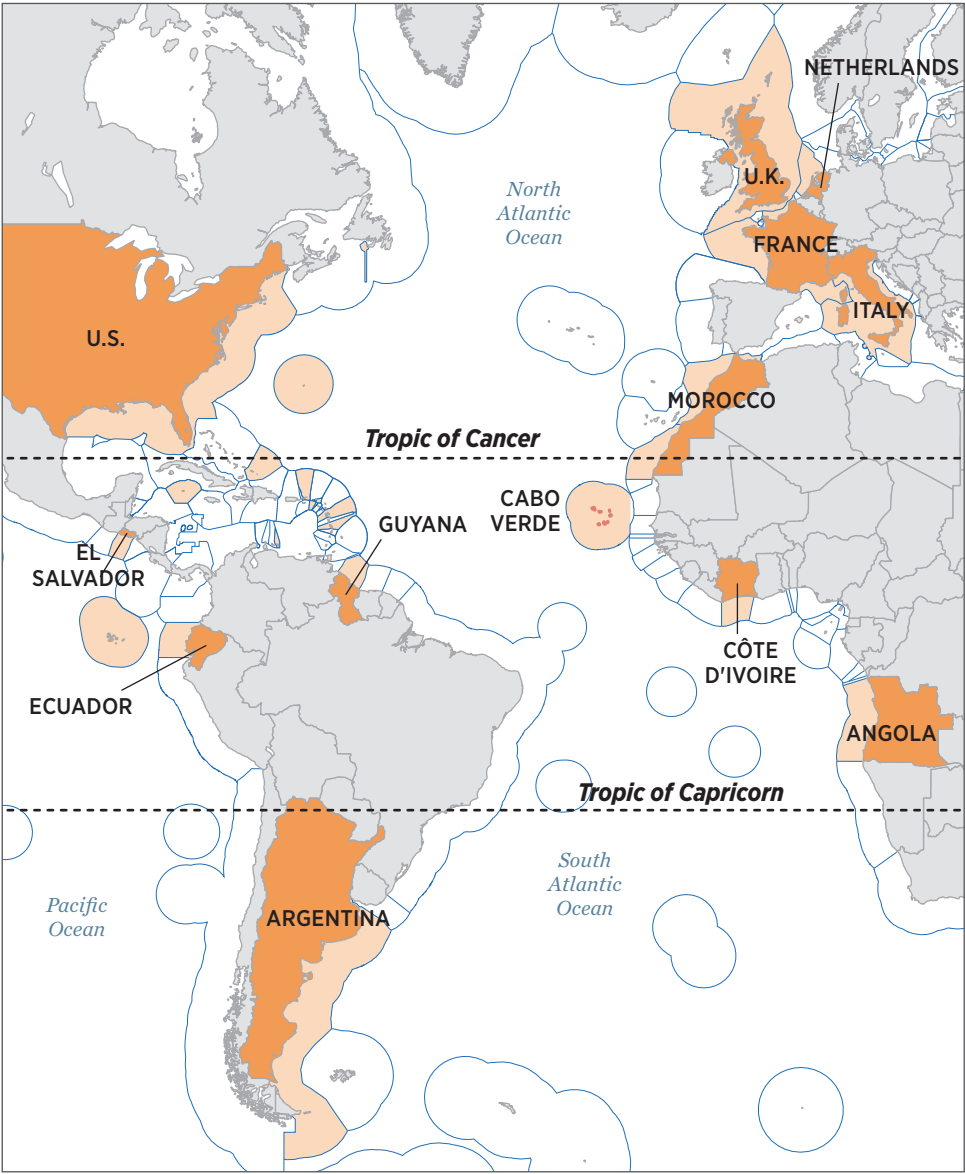 NETHERLANDS
U.K.
North
Atlantic
Ocean
FRANCE
ITALY
U.S.
MOROCCO
Tropic of Cancer
CABO
VERDE
GUYANA
EL
SALVADOR
CÔTE
D'IVOIRE
ECUADOR
ANGOLA
Tropic of Capricorn
South
Atlantic
Ocean
Pacific
Ocean
ARGENTINA